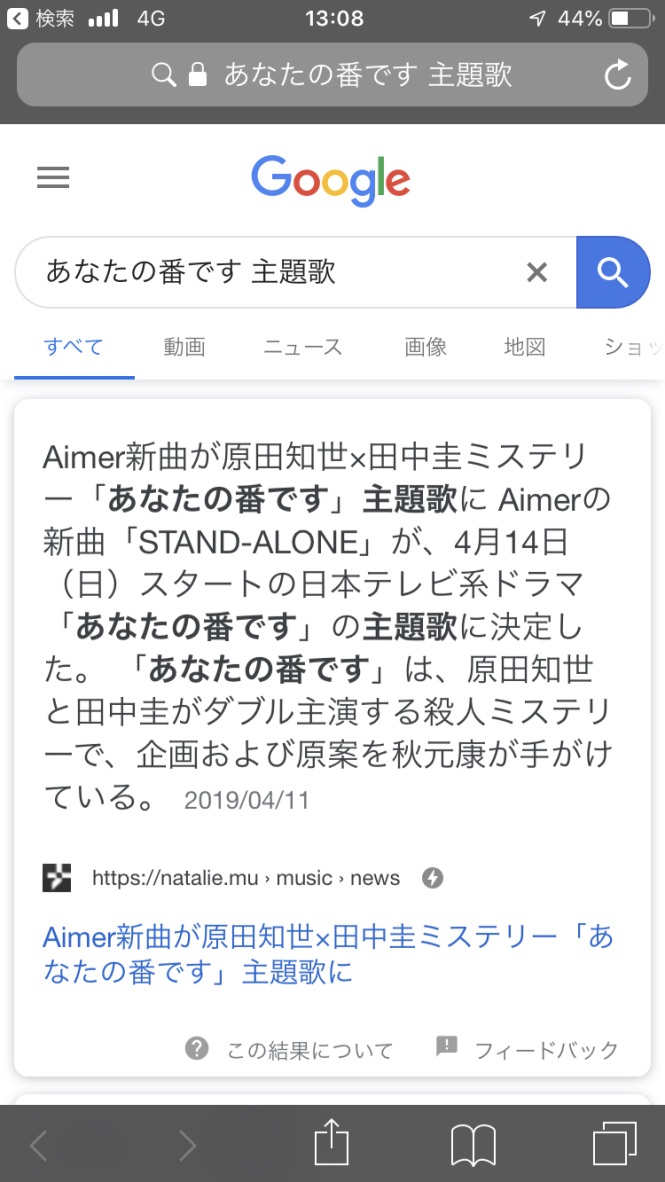 検索 4G 13:08 44%
あなたの番です 主題歌
Google
あなたの番です 主題歌
すべて 動画 ニュース 画像 地図 ショッ
Aimer新曲が原田知世×田中圭ミステリ
ー「あなたの番です」主題歌に Aimerの
新曲「STAND-ALONE」が、4月14日
（日）スタートの日本テレビ系ドラマ
「あなたの番です」の主題歌に決定し
た。 「あなたの番です」は、原田知世
と田中圭がダブル主演する殺人ミステリ
ーで、企画および原案を秋元康が手がけ
ている。 2019/04/11
https://natalie.mu › music › news
Aimer新曲が原田知世×田中圭ミステリー「あ
なたの番です」主題歌に
この結果について フィードバック